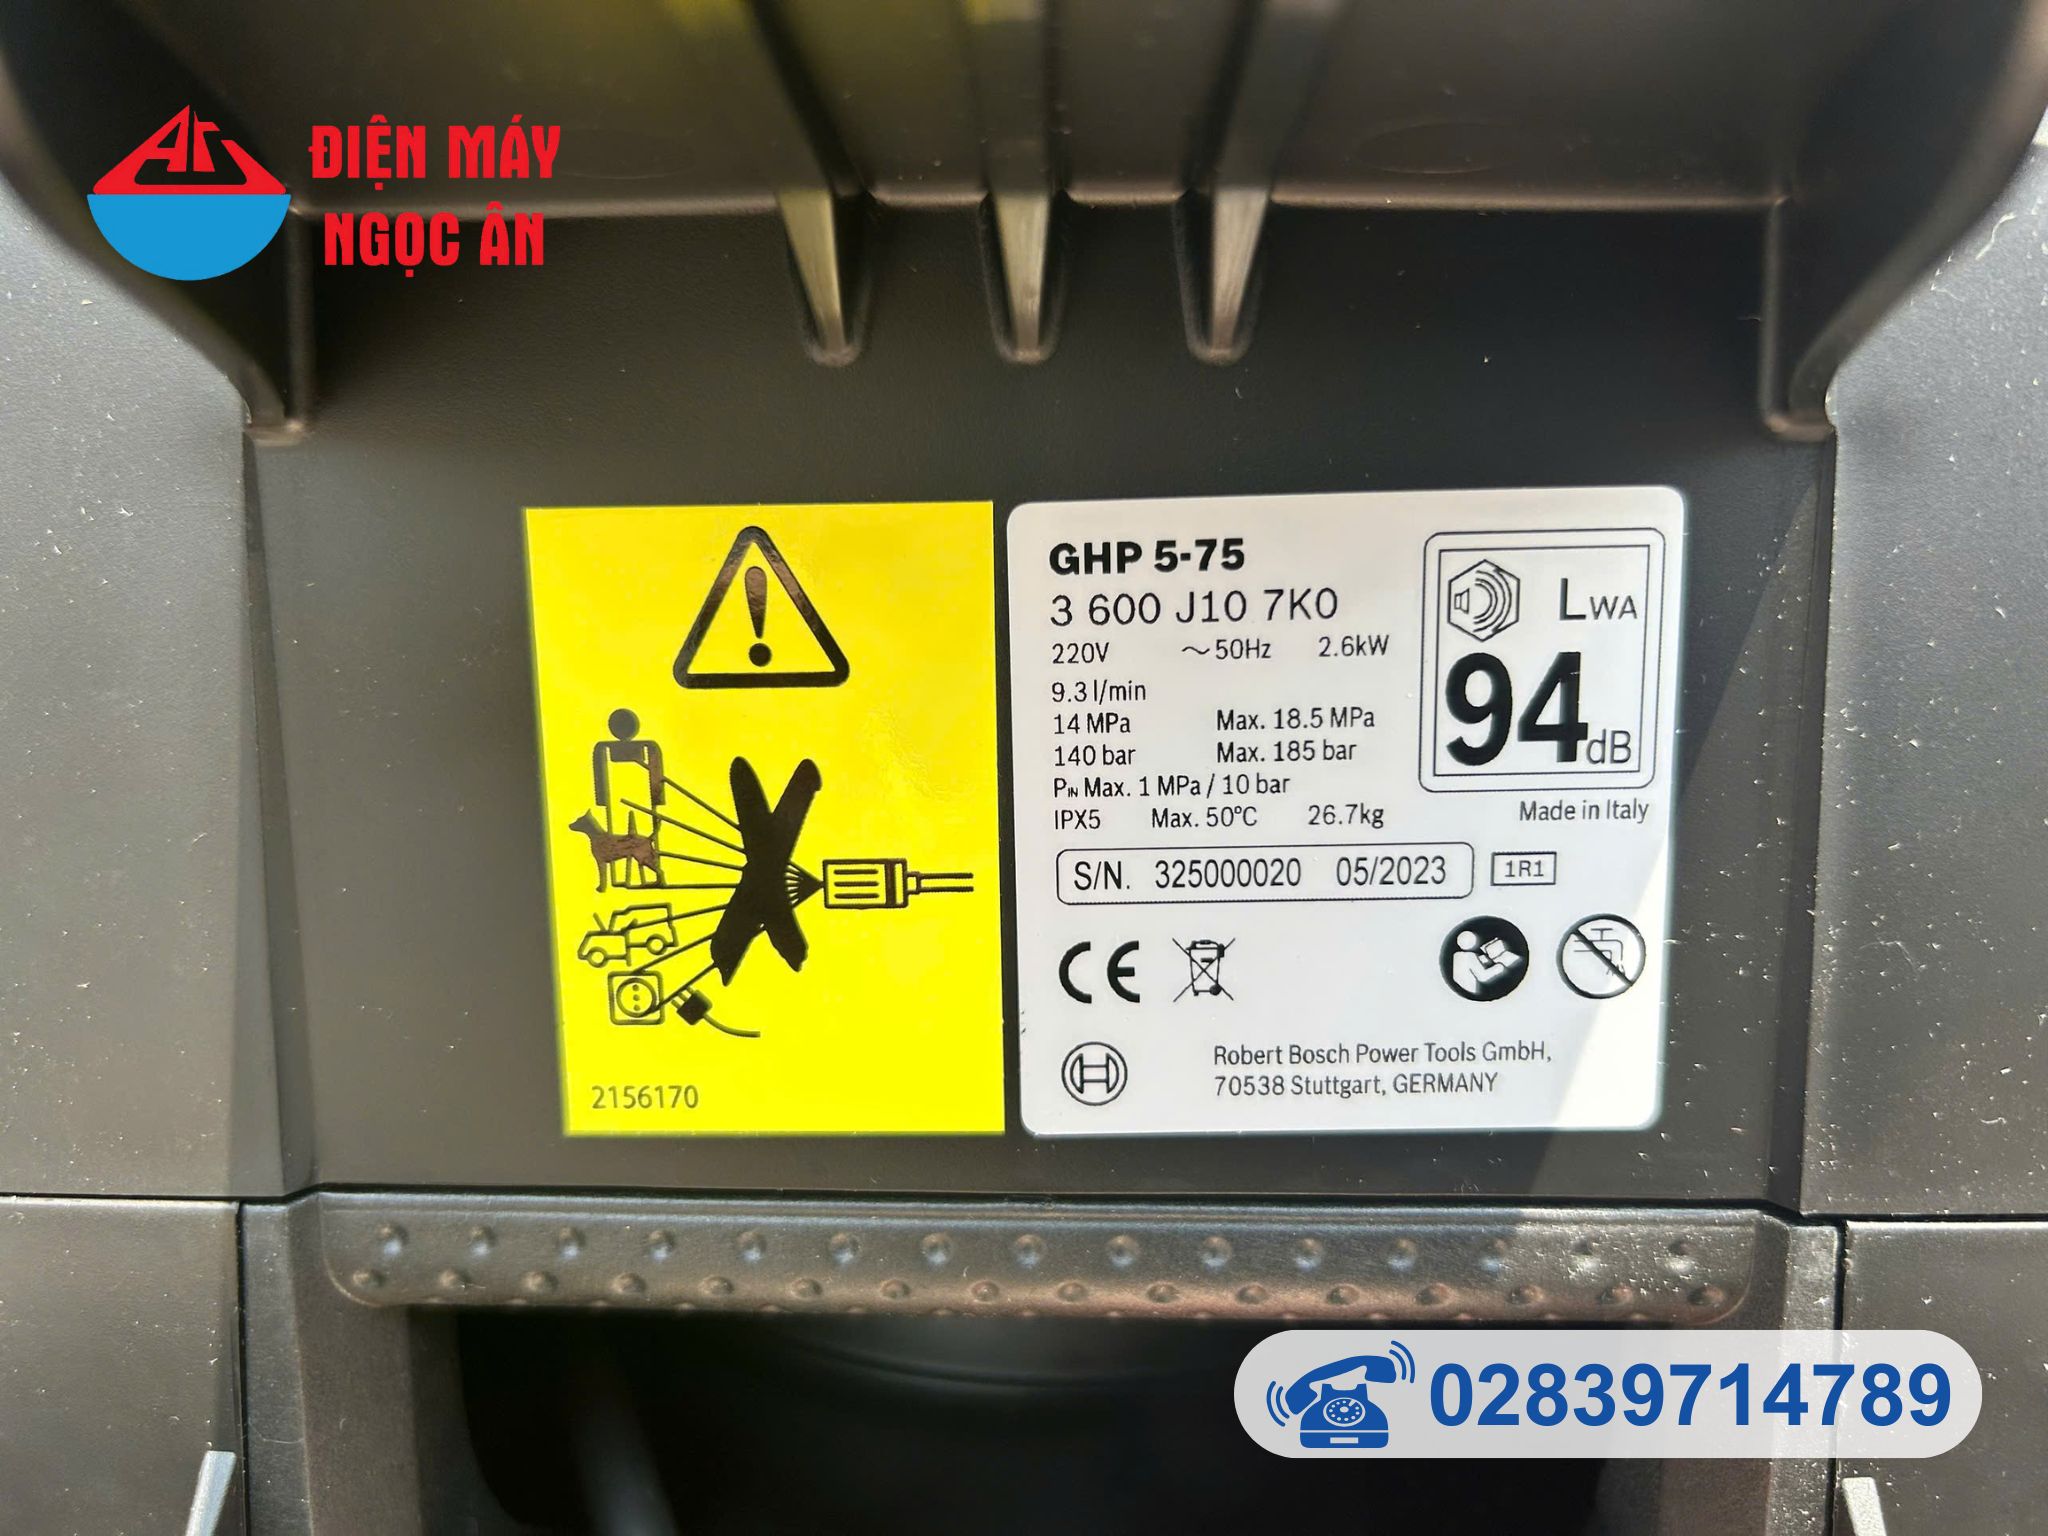 ĐIỆN MÁY
NGỌC ÂN
2156170
GHP 5-75
3 600 J10 7K0
220V ~50Hz 2.6kW
9.3 l/min
14 MPa Max. 18.5 MPa
140 bar Max. 185 bar
PIN Max. 1 MPa / 10 bar
IPX5 Max. 50°C 26.7kg
LWA
94dB
Made in Italy
S/N. 325000020 05/2023 1R1
CE
Robert Bosch Power Tools GmbH,
70538 Stuttgart, GERMANY
02839714789